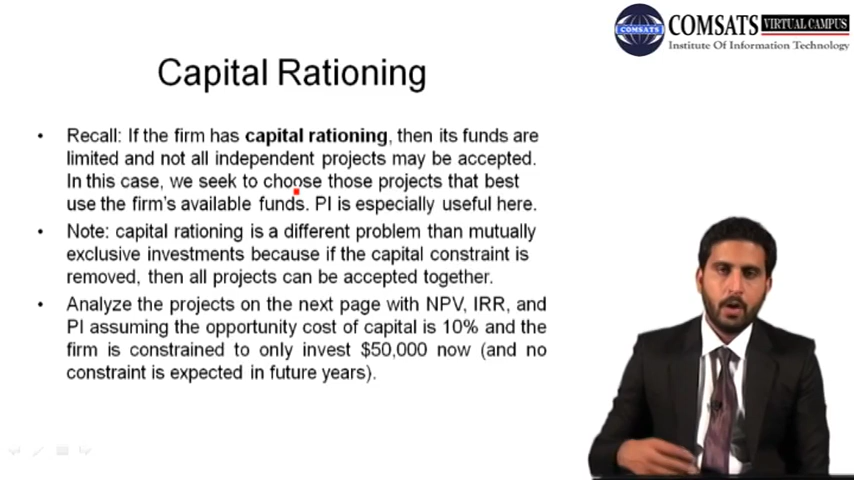 COMSATS VIRTUAL CAMPUS
COMSATS
Institute Of Information Technology
Capital Rationing
• Recall: If the firm has capital rationing, then its funds are
limited and not all independent projects may be accepted.
In this case, we seek to choose those projects that best
use the firm's available funds. PI is especially useful here.
• Note: capital rationing is a different problem than mutually
exclusive investments because if the capital constraint is
removed, then all projects can be accepted together.
• Analyze the projects on the next page with NPV, IRR, and
PI assuming the opportunity cost of capital is 10% and the
firm is constrained to only invest $50,000 now (and no
constraint is expected in future years).